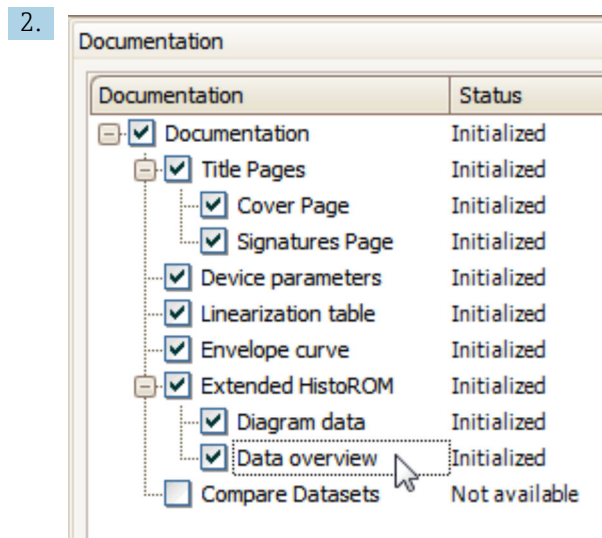 2.
Documentation
Documentation Status
Documentation Initialized
Title Pages Initialized
Cover Page Initialized
Signatures Page Initialized
Device parameters Initialized
Linearization table Initialized
Envelope curve Initialized
Extended HistoROM Initialized
Diagram data Initialized
Data overview Initialized
Compare Datasets Not available